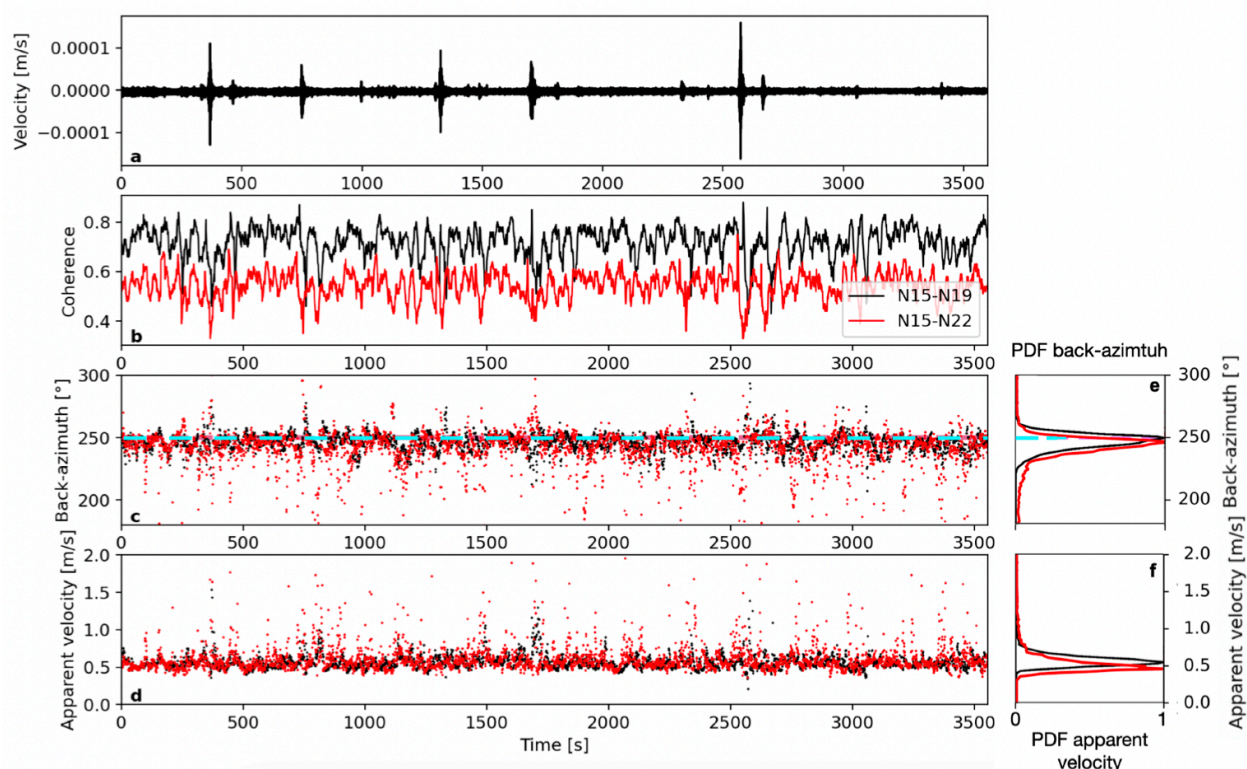 Velocity [m/s]
0.0001
0.0000
−0.0001
a
0 500 1000 1500 2000 2500 3000 3500
Coherence
0.8
0.6
0.4
b
N15-N19
N15-N22
0 500 1000 1500 2000 2500 3000 3500
Back-azimuth [°]
300
250
200
c
0 500 1000 1500 2000 2500 3000 3500
PDF back-azimtuh
e
300
250
200
Back-azimuth [°]
Apparent velocity [m/s]
2.0
1.5
1.0
0.5
0.0
d
0 500 1000 1500 2000 2500 3000 3500
Time [s]
f
2.0
1.5
1.0
0.5
0.0
Apparent velocity [m/s]
0 1
PDF apparent
velocity